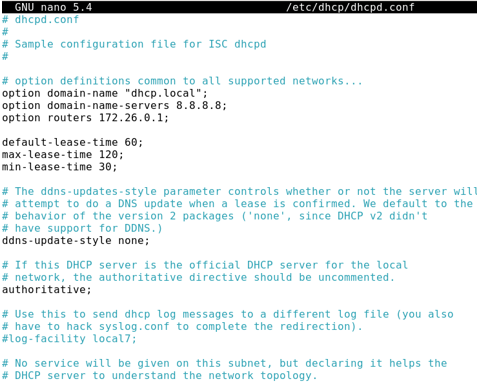 GNU nano 5.4 /etc/dhcp/dhcpd.conf
# dhcpd.conf
#
# Sample configuration file for ISC dhcpd
#
# option definitions common to all supported networks...
option domain-name "dhcp.local";
option domain-name-servers 8.8.8.8;
option routers 172.26.0.1;
default-lease-time 60;
max-lease-time 120;
min-lease-time 30;
# The ddns-updates-style parameter controls whether or not the server will
# attempt to do a DNS update when a lease is confirmed. We default to the
# behavior of the version 2 packages ('none', since DHCP v2 didn't
# have support for DDNS.)
ddns-update-style none;
# If this DHCP server is the official DHCP server for the local
# network, the authoritative directive should be uncommented.
authoritative;
# Use this to send dhcp log messages to a different log file (you also
# have to hack syslog.conf to complete the redirection).
#log-facility local7;
# No service will be given on this subnet, but declaring it helps the
# DHCP server to understand the network topology.